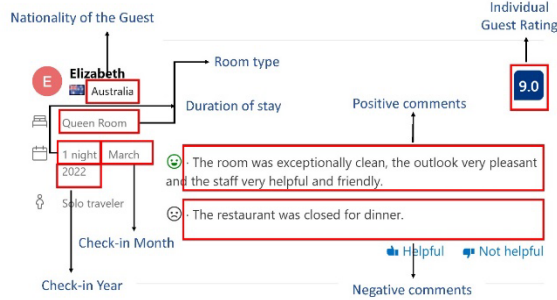 Nationality of the Guest
Individual
Guest Rating
Elizabeth
E
Australia
Room type
9.0
Duration of stay
Positive comments
Queen Room
1 night · March
2022
· The room was exceptionally clean, the outlook very pleasant
and the staff very helpful and friendly.
Solo traveler
· The restaurant was closed for dinner.
Check-in Month
Helpful Not helpful
Check-in Year
Negative comments